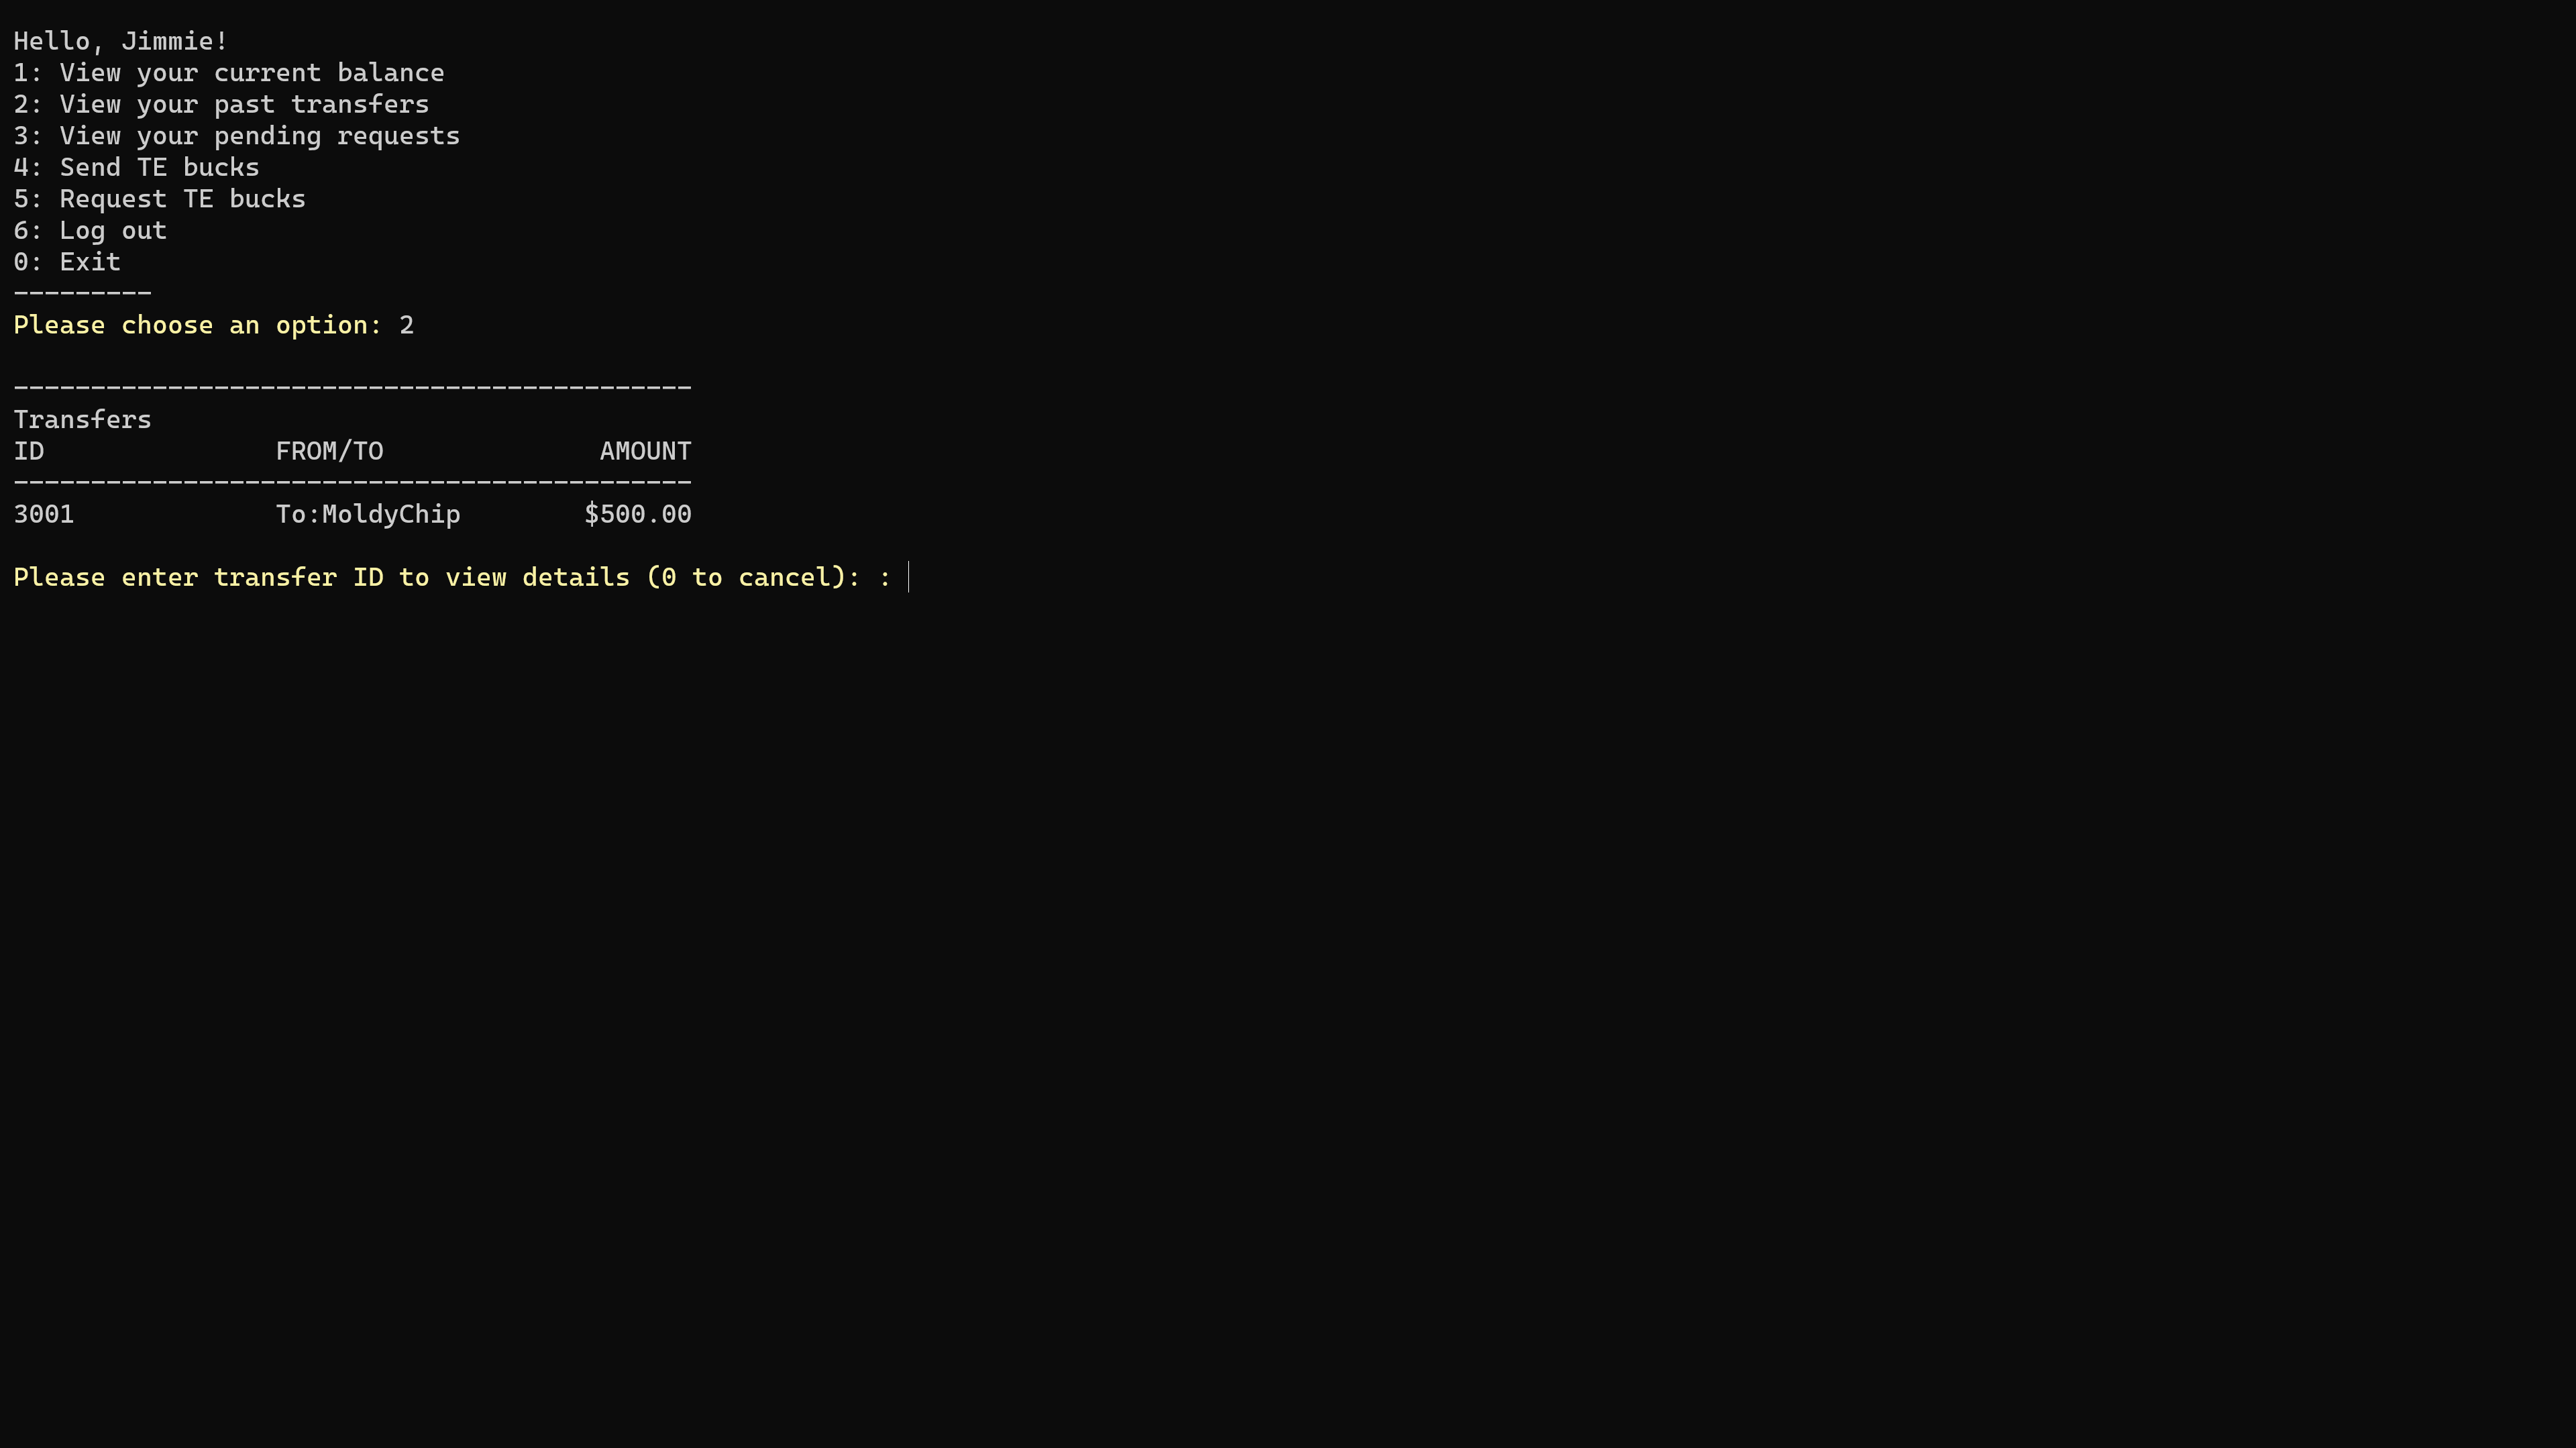 Hello, Jimmie!
1: View your current balance
2: View your past transfers
3: View your pending requests
4: Send TE bucks
5: Request TE bucks
6: Log out
0: Exit
---------
Please choose an option: 2
--------------------------------------------
Transfers
ID FROM/TO AMOUNT
--------------------------------------------
3001 To:MoldyChip $500.00
Please enter transfer ID to view details (0 to cancel): :